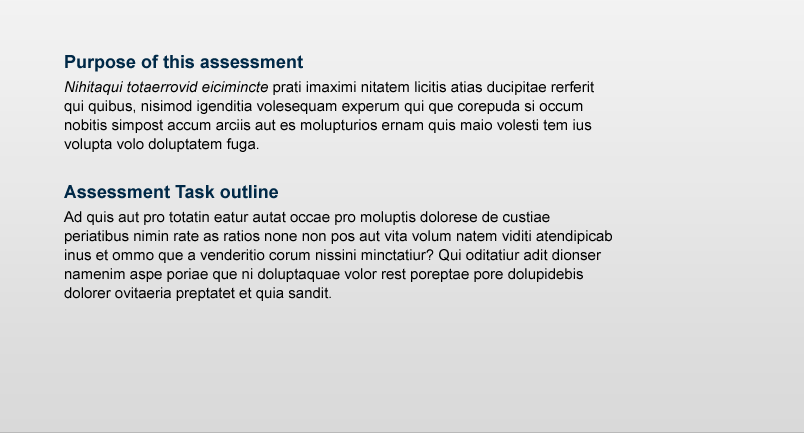 Purpose of this assessment
Nihitaqui totaerrovid eicimincte prati imaximi nitatem licitis atias ducipitae rerferit
qui quibus, nisimod igenditia volesequam experum qui que corepuda si occum
nobitis simpost accum arciis aut es molupturios ernam quis maio volesti tem ius
volupta volo doluptatem fuga.
Assessment Task outline
Ad quis aut pro totatin eatur autat occae pro moluptis dolorese de custiae
periatibus nimin rate as ratios none non pos aut vita volum natem viditi atendipicab
inus et ommo que a venderitio corum nissini minctatiur? Qui oditatiur adit dionser
namenim aspe poriae que ni doluptaquae volor rest poreptae pore dolupidebis
dolorer ovitaeria preptatet et quia sandit.